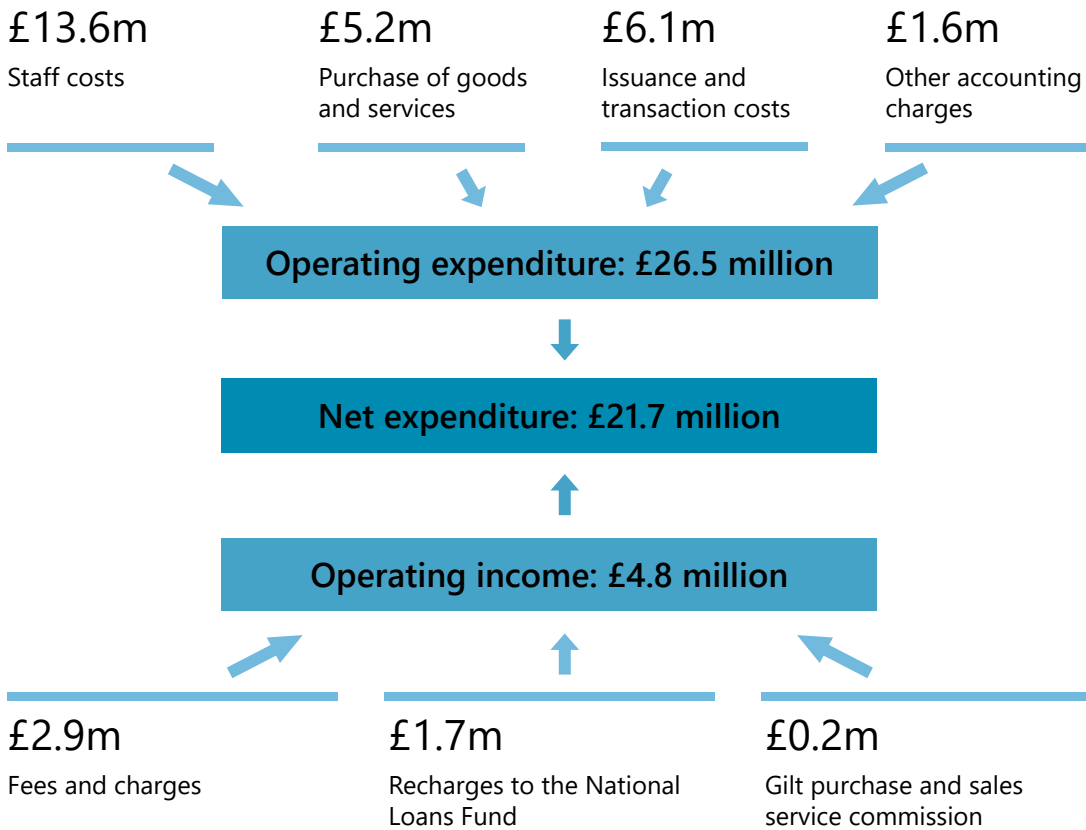 £13.6m
Staff costs
£5.2m
Purchase of goods
and services
£6.1m
Issuance and
transaction costs
£1.6m
Other accounting
charges
Operating expenditure: £26.5 million
Net expenditure: £21.7 million
Operating income: £4.8 million
£2.9m
Fees and charges
£1.7m
Recharges to the National
Loans Fund
£0.2m
Gilt purchase and sales
service commission